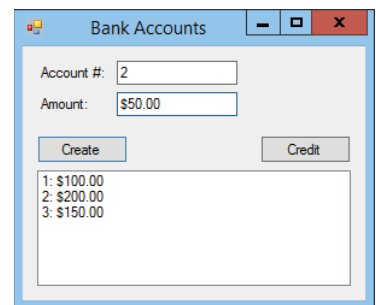 Bank Accounts
Account #: 2
Amount: $50.00
Create Credit
1: $100.00
2: $200.00
3: $150.00